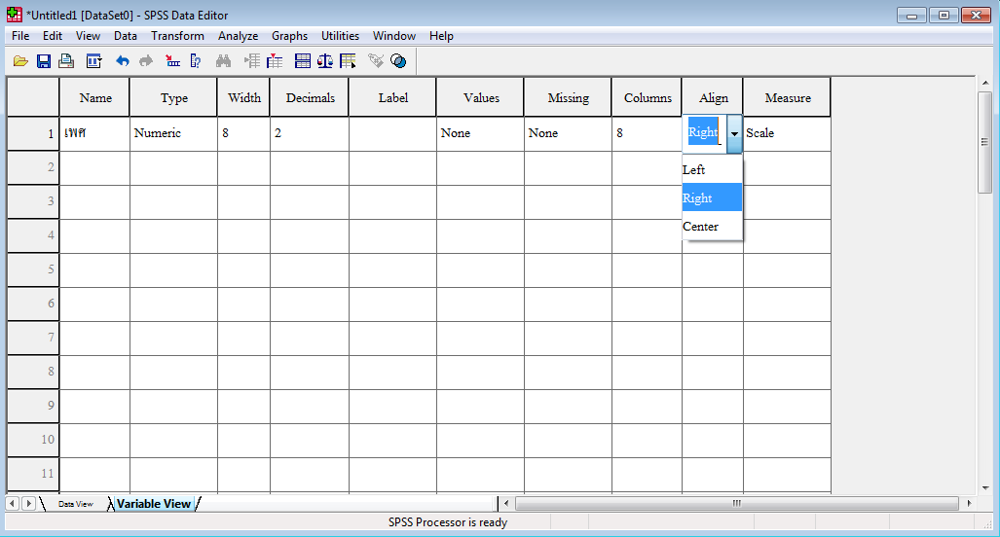 *Untitled1 [DataSet0] - SPSS Data Editor
File Edit View Data Transform Analyze Graphs Utilities Window Help
Name Type Width Decimals Label Values Missing Columns Align Measure
1 เพศ Numeric 8 2 None None 8 Right Scale
Left
2
Right
3
Center
4
5
6
7
8
9
10
11
Data View Variable View
SPSS Processor is ready